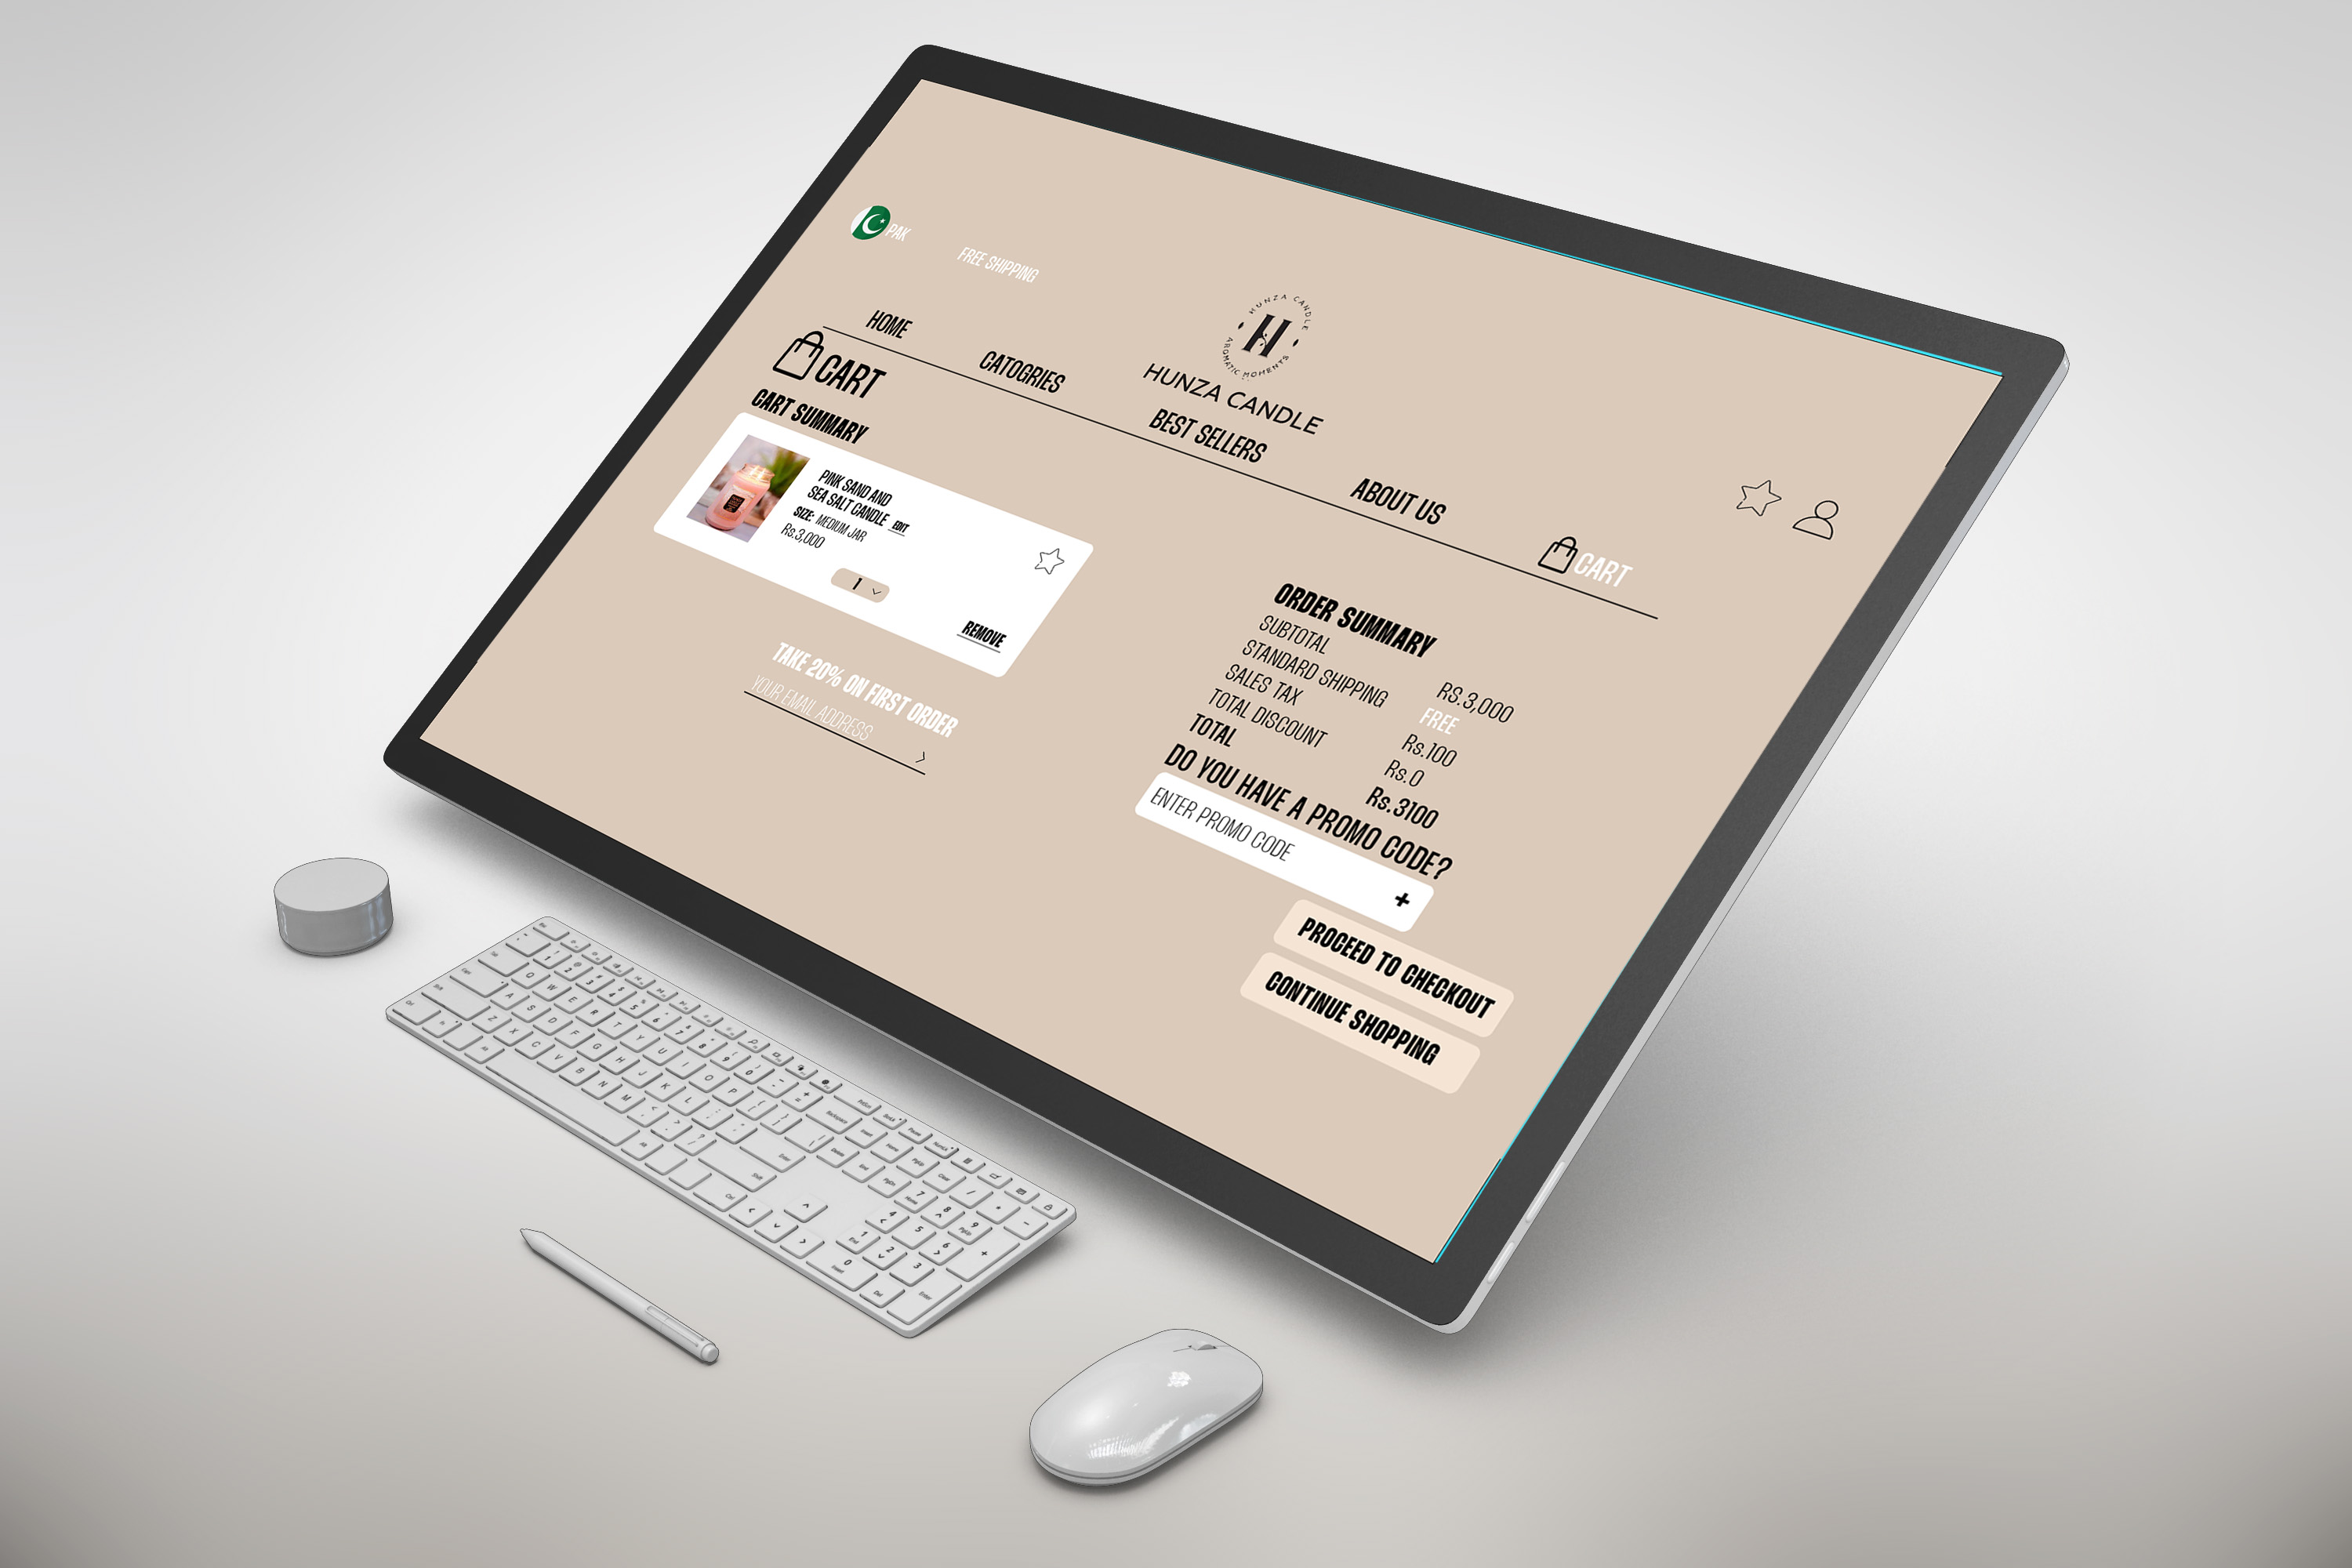 PAK
FREE SHIPPING
HUNZA CANDLE
AROMATIC MOMENTS
H
HUNZA CANDLE
HOME
CATOGRIES
BEST SELLERS
ABOUT US
CART
CART
CART SUMMARY
PINK SAND AND
SEA SALT CANDLE EDIT
SIZE: MEDIUM JAR
Rs.3,000
1
REMOVE
TAKE 20% ON FIRST ORDER
YOUR EMAIL ADDRESS
ORDER SUMMARY
SUBTOTAL RS.3,000
STANDARD SHIPPING FREE
SALES TAX Rs.100
TOTAL DISCOUNT Rs.0
TOTAL Rs.3100
DO YOU HAVE A PROMO CODE?
ENTER PROMO CODE +
PROCEED TO CHECKOUT
CONTINUE SHOPPING